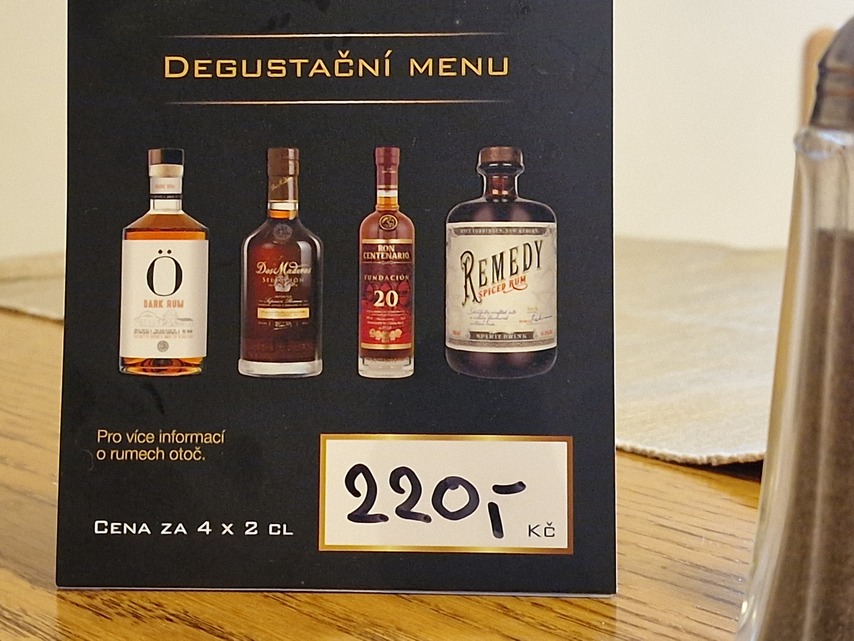 DEGUSTAČNÍ MENU
Ö
DARK RUM
Dos Maderas
SELECCIÓN
RON
CENTENARIO
FUNDACIÓN
20
REMEDY
SPICED RUM
SPIRIT DRINK
Pro více informací
o rumech otoč.
CENA ZA 4 X 2 CL
220,- KČ